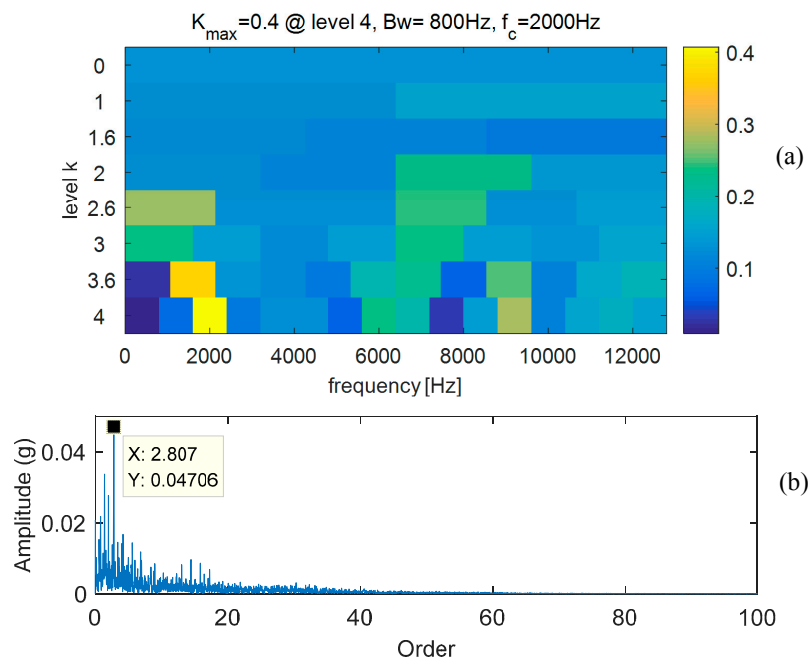 K_max=0.4 @ level 4, Bw= 800Hz, f_c=2000Hz
0
1
1.6
2
2.6
3
3.6
4
level k
0 2000 4000 6000 8000 10000 12000
frequency [Hz]
0.4
0.3
0.2
0.1
(a)
0.04
0.02
0
Amplitude (g)
X: 2.807
Y: 0.04706
0 20 40 60 80 100
Order
(b)